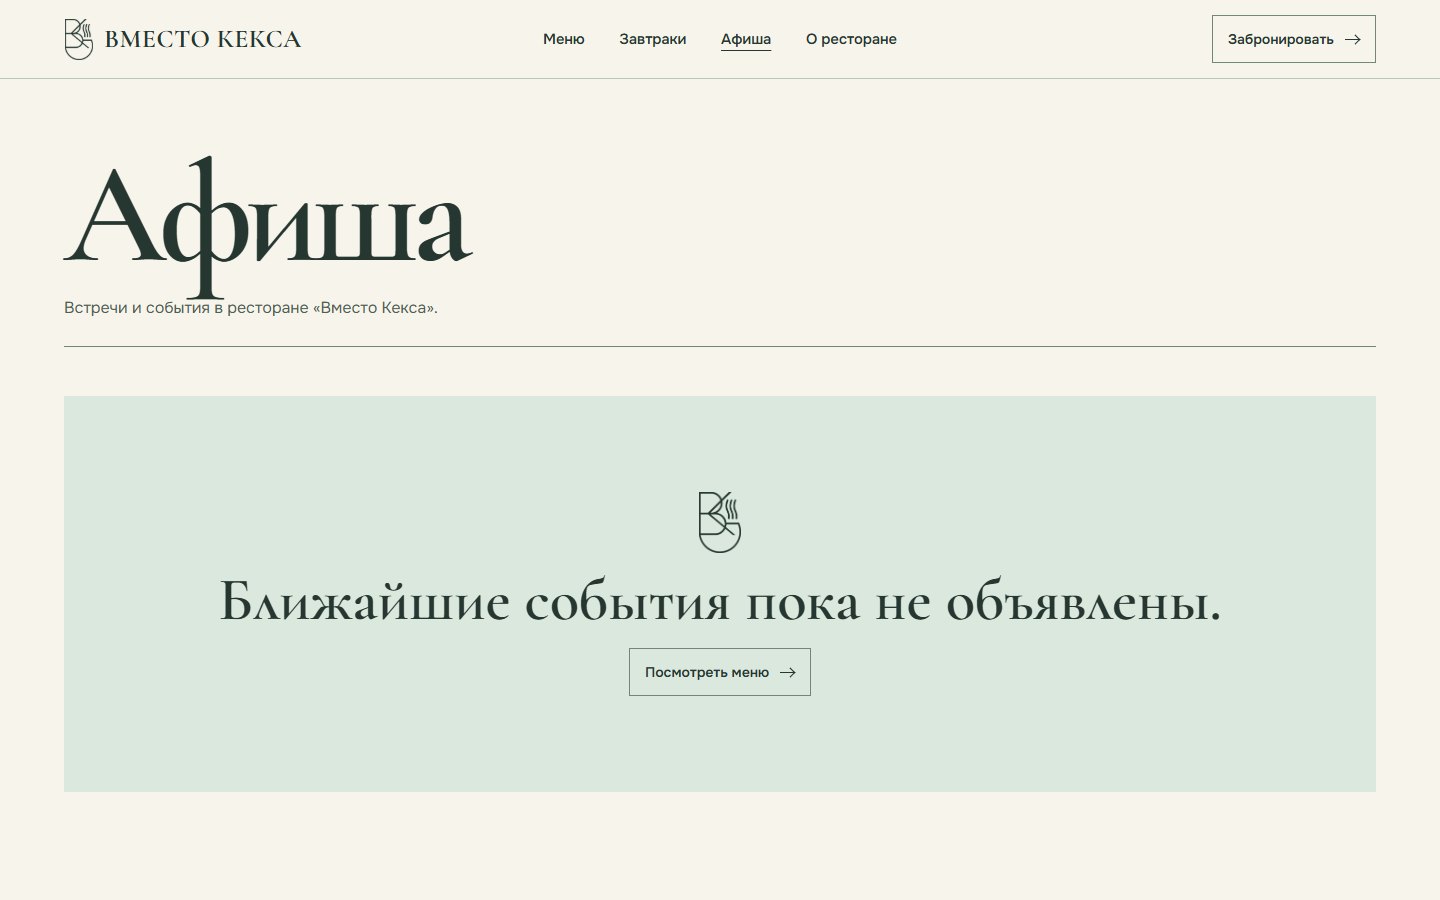 ВМЕСТО КЕКСА
Меню
Завтраки
Афиша
О ресторане
Забронировать
Афиша
Встречи и события в ресторане «Вместо Кекса».
Ближайшие события пока не объявлены.
Посмотреть меню